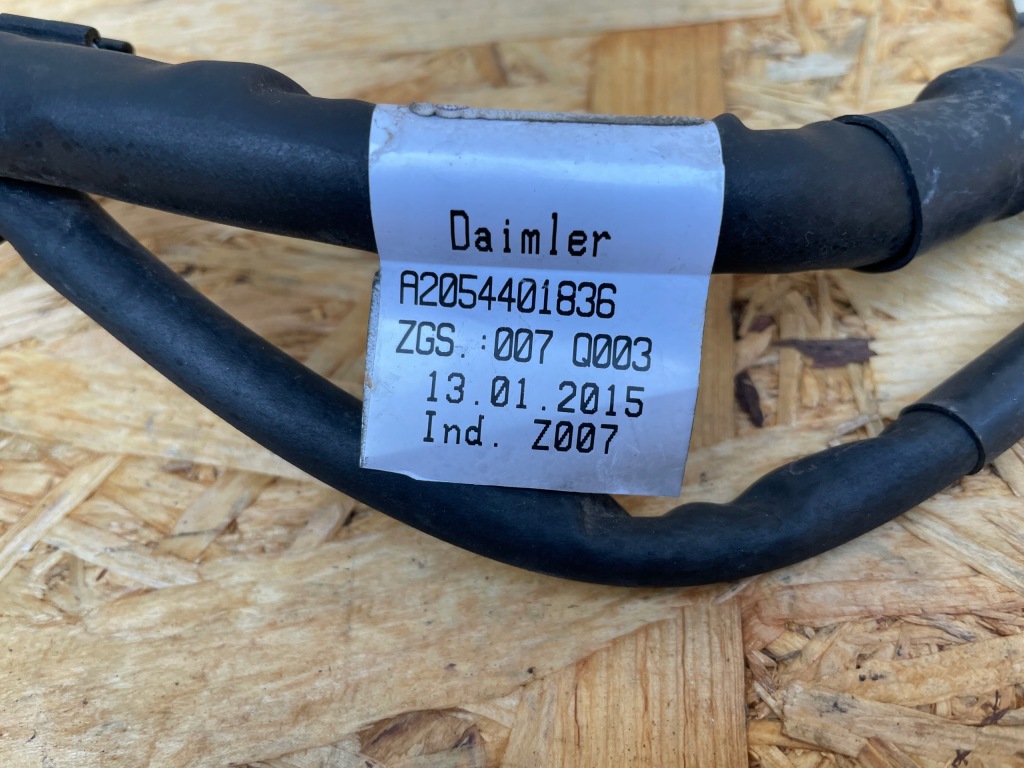 Daimler
A2054401836
ZGS.:007 Q003
13.01.2015
Ind. Z007